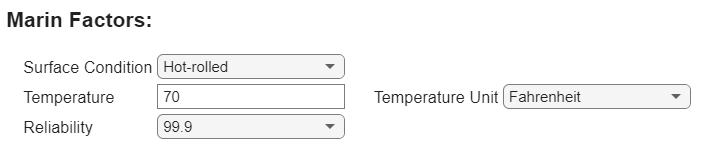 Marin Factors:
Surface Condition Hot-rolled
Temperature 70 Temperature Unit Fahrenheit
Reliability 99.9